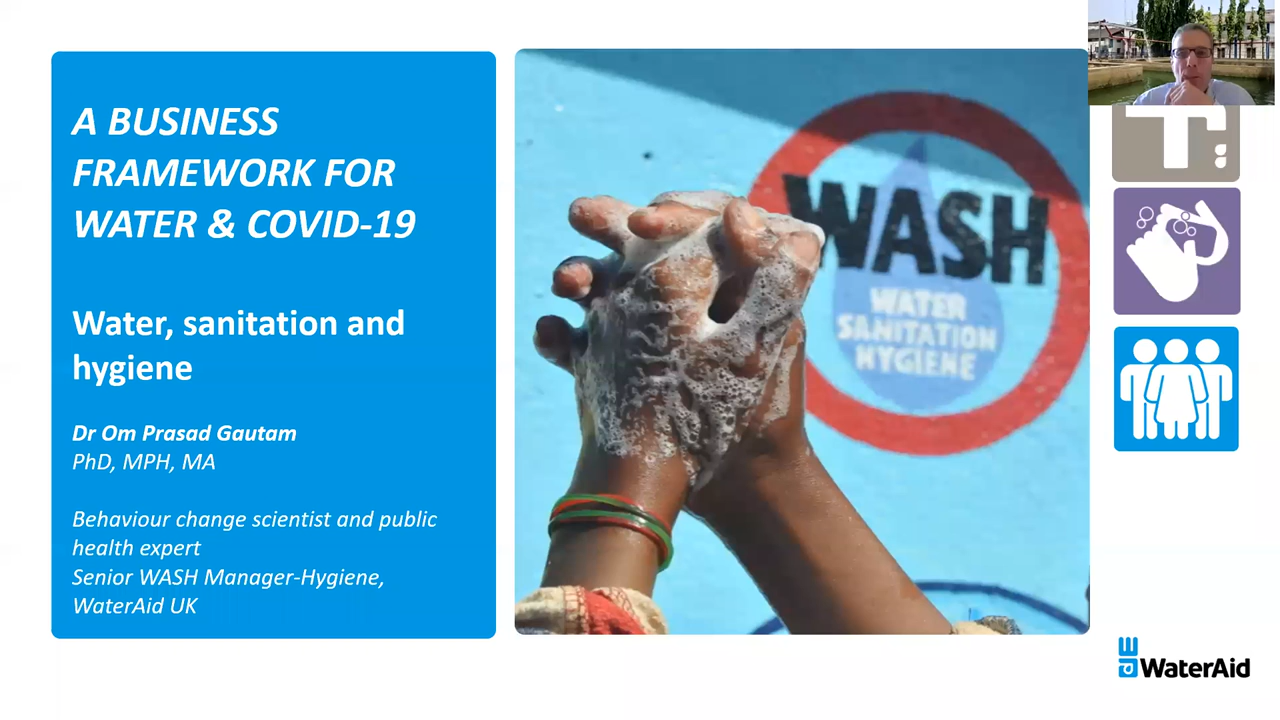 A BUSINESS
FRAMEWORK FOR
WATER & COVID-19
Water, sanitation and
hygiene
Dr Om Prasad Gautam
PhD, MPH, MA
Behaviour change scientist and public
health expert
Senior WASH Manager-Hygiene,
WaterAid UK
WASH
WATER
SANITATION
HYGIENE
WaterAid